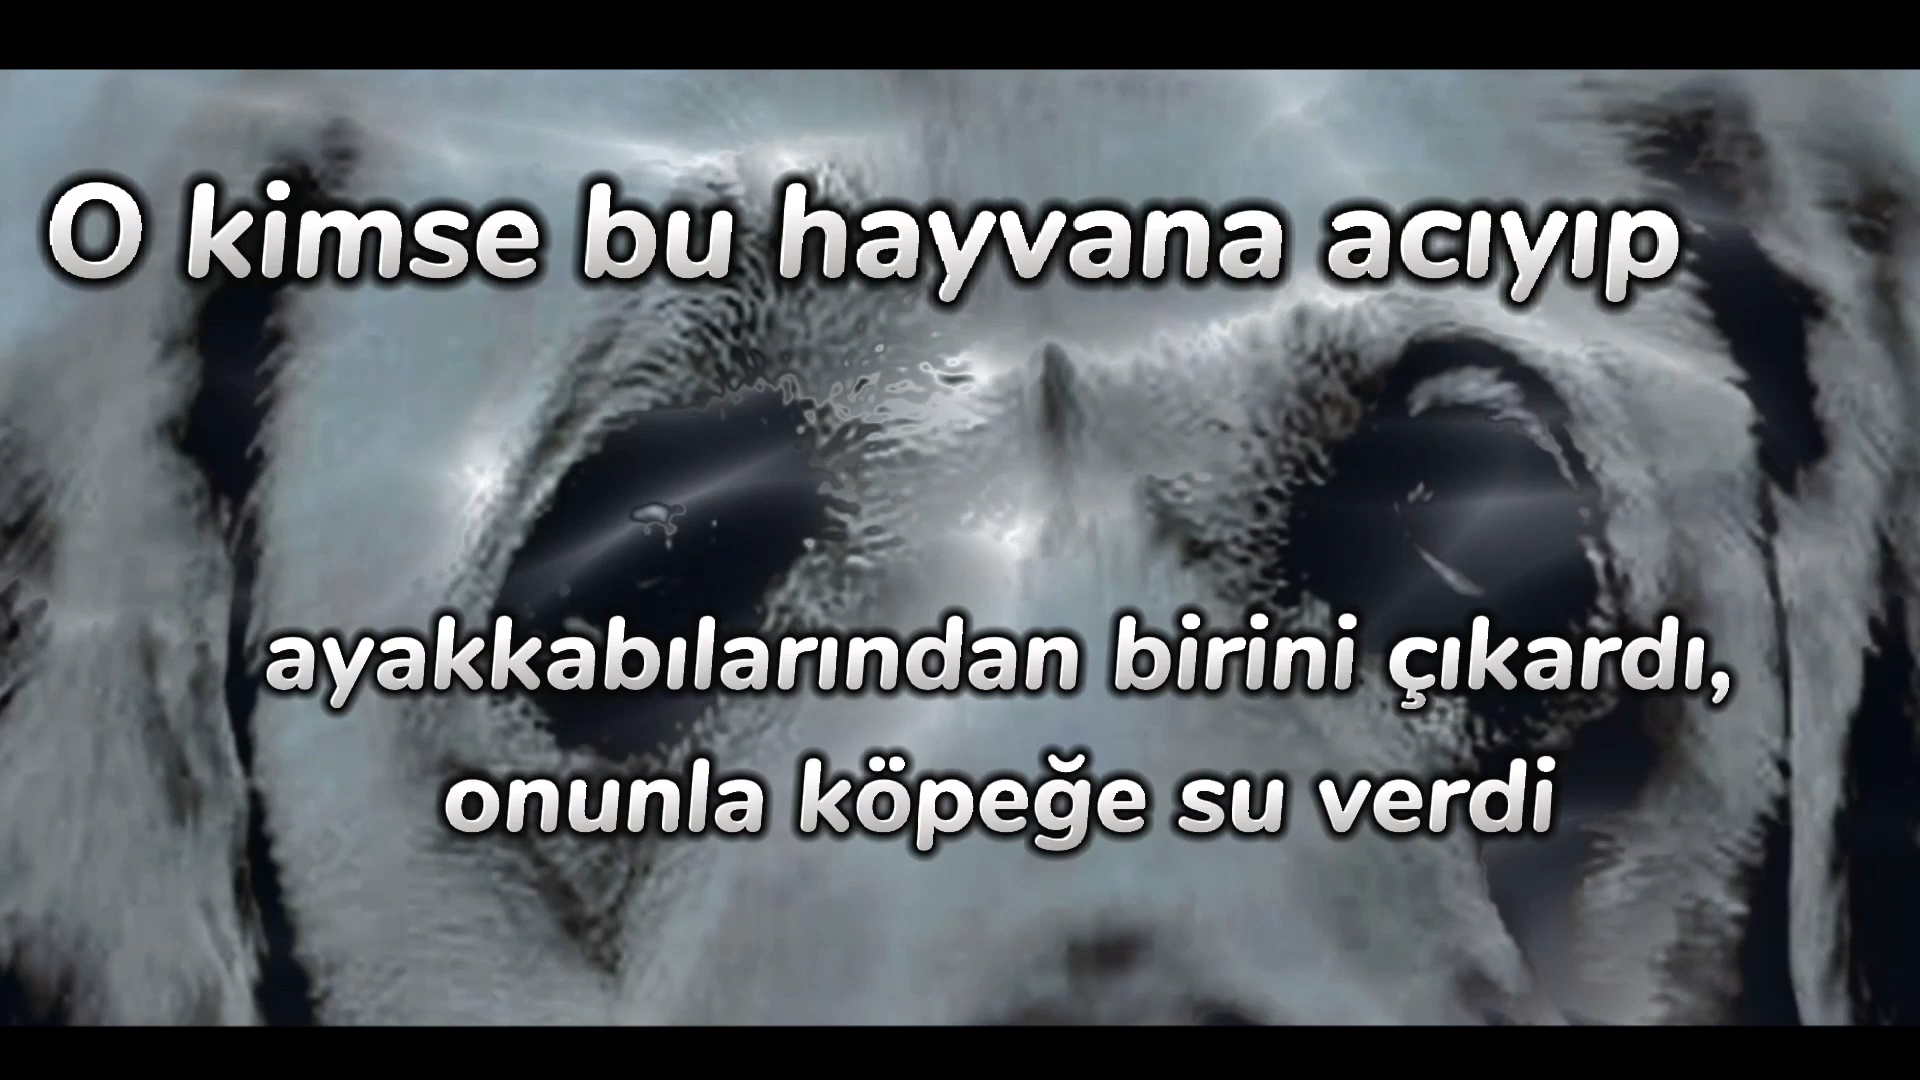 O kimse bu hayvana acıyıp
ayakkabılarından birini çıkardı,
onunla köpeğe su verdi